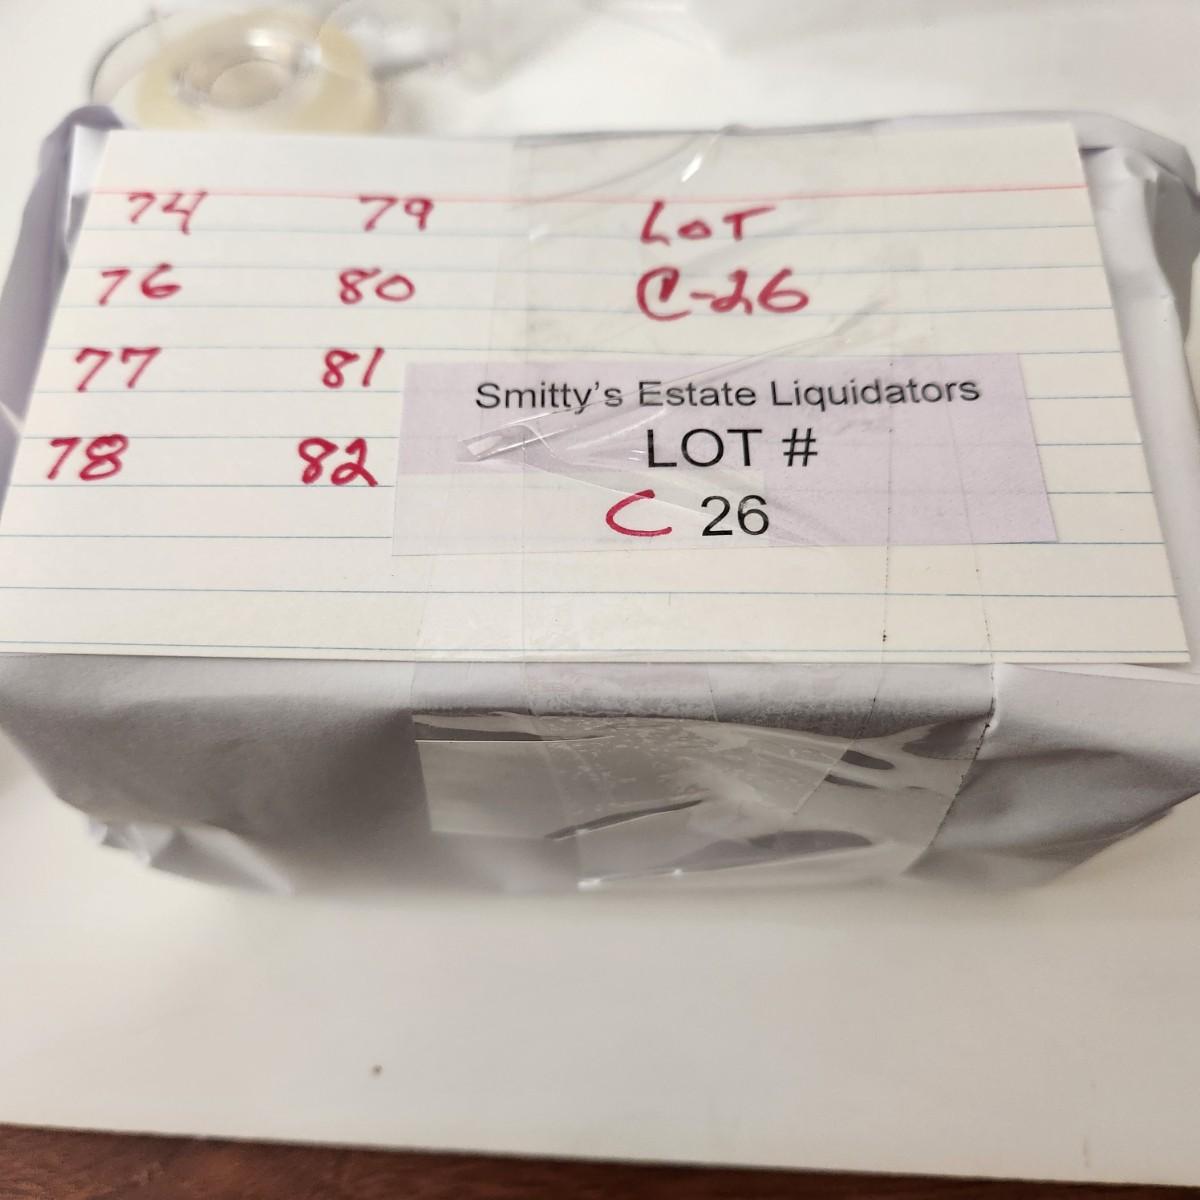 74 79 LOT
76 80 C-26
77 81
78 82
Smitty's Estate Liquidators
LOT #
C 26